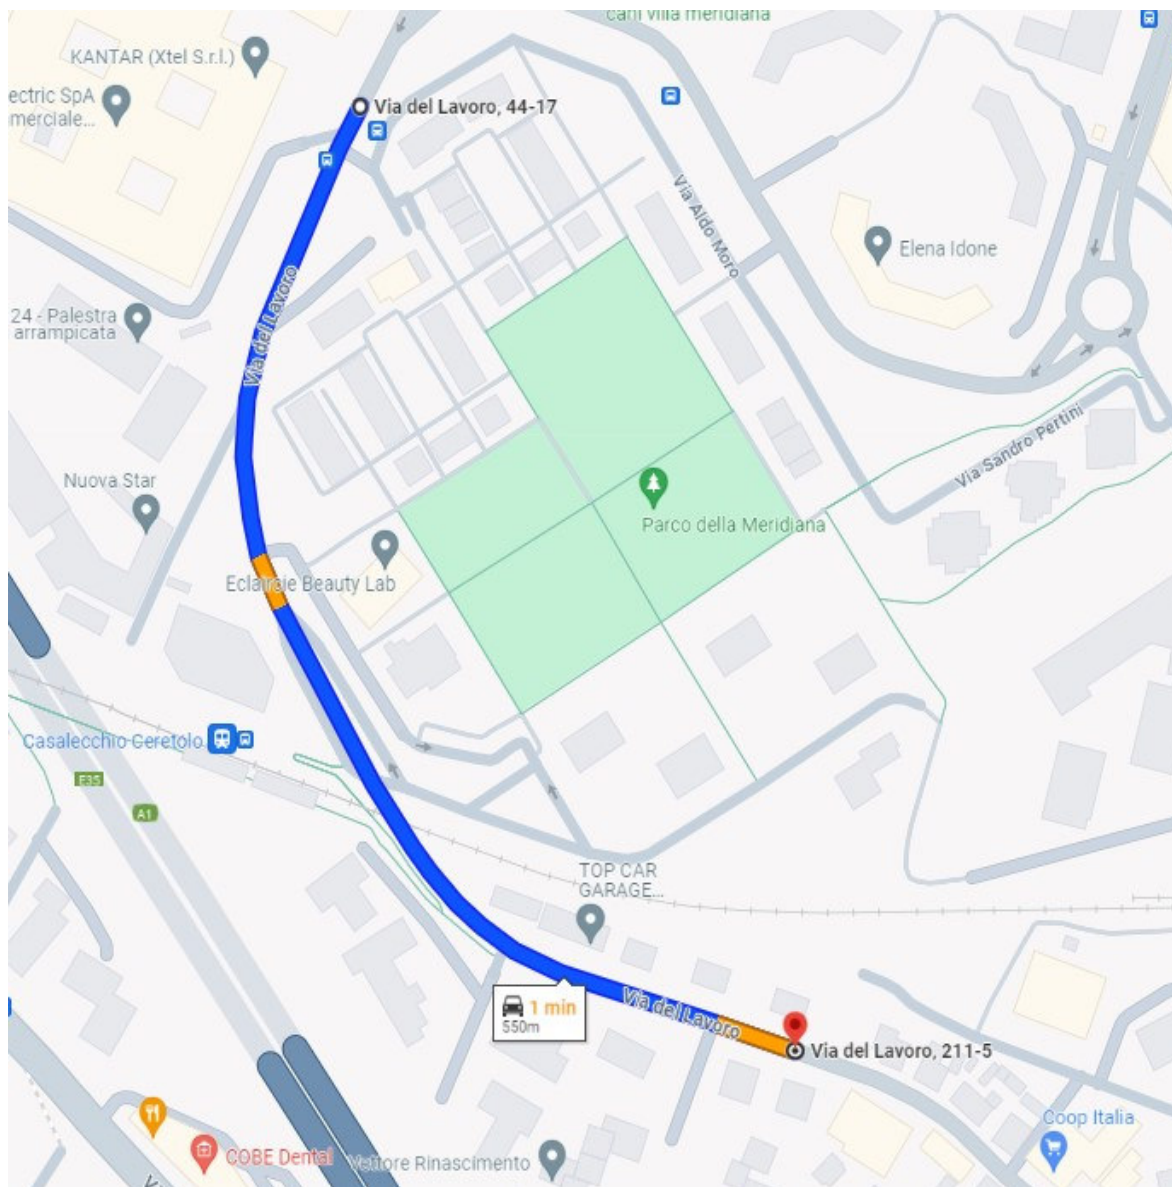 cani villa meridiana
KANTAR (Xtel S.r.l.)
ectric SpA
merciale...
Via del Lavoro, 44-17
Via Aldo Moro
Elena Idone
Via del Lavoro
24 - Palestra
arrampicata
Via Sandro Pertini
Nuova Star
Parco della Meridiana
Eclaircie Beauty Lab
Casalecchio Ceretolo
E35
A1
TOP CAR
GARAGE...
1 min
550m
Via del Lavoro
Via del Lavoro, 211-5
Coop Italia
COBE Dental
Vettore Rinascimento